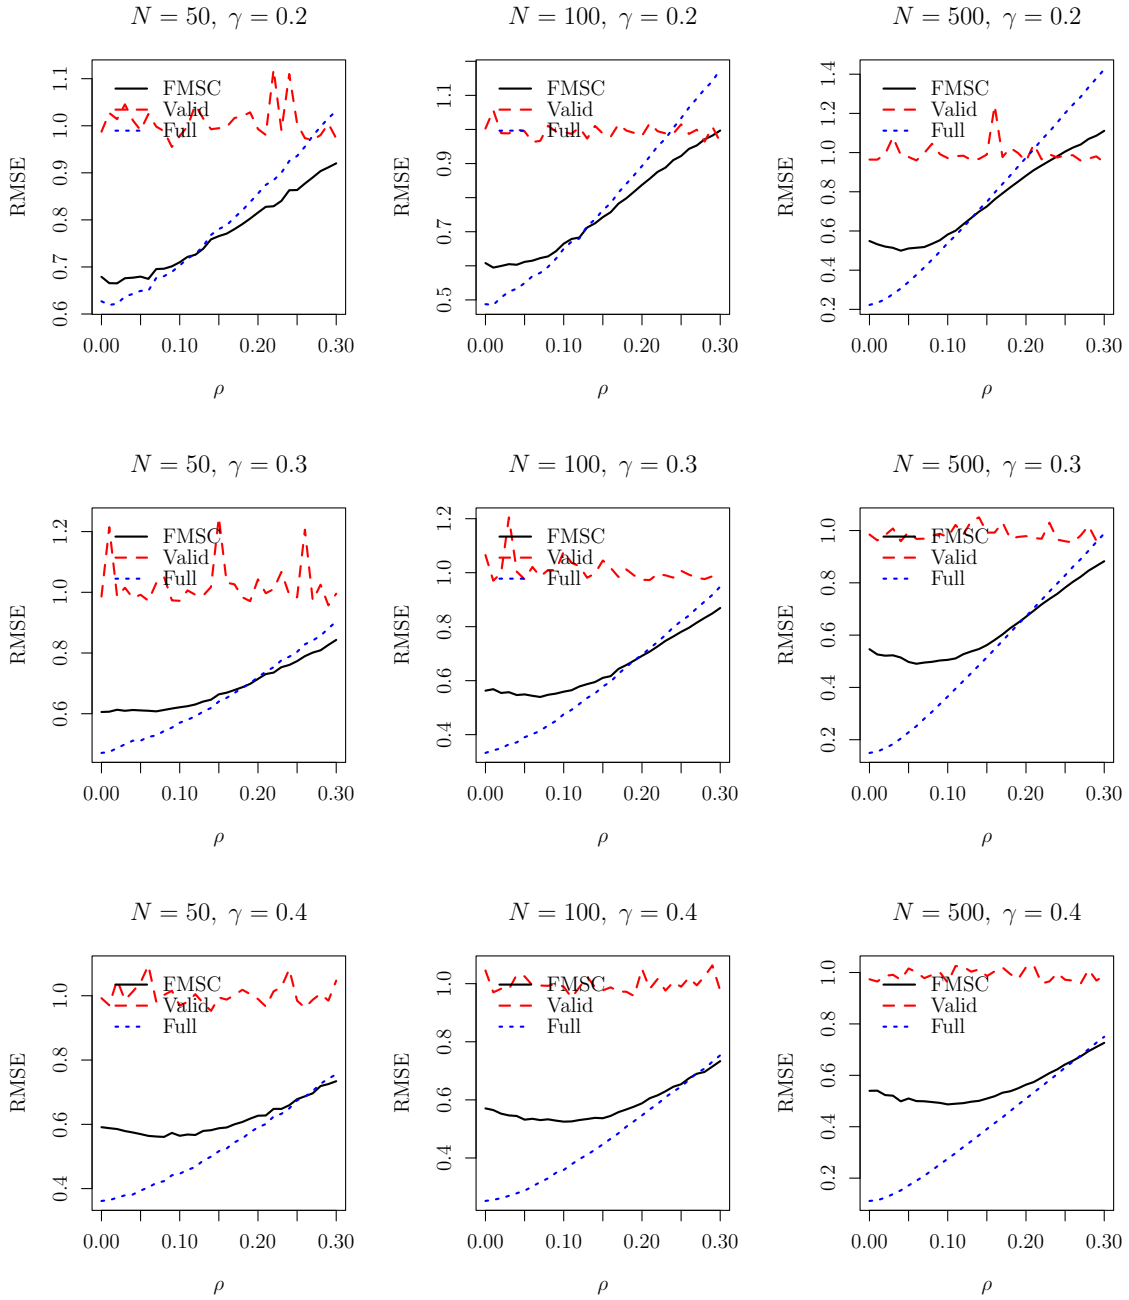 N = 50, γ = 0.2
RMSE
0.6 0.7 0.8 0.9 1.0 1.1
FMSC
Valid
Full
0.00 0.10 0.20 0.30
ρ
N = 100, γ = 0.2
RMSE
0.5 0.7 0.9 1.1
FMSC
Valid
Full
0.00 0.10 0.20 0.30
ρ
N = 500, γ = 0.2
RMSE
0.2 0.4 0.6 0.8 1.0 1.2 1.4
FMSC
Valid
Full
0.00 0.10 0.20 0.30
ρ
N = 50, γ = 0.3
RMSE
0.6 0.8 1.0 1.2
FMSC
Valid
Full
0.00 0.10 0.20 0.30
ρ
N = 100, γ = 0.3
RMSE
0.4 0.6 0.8 1.0 1.2
FMSC
Valid
Full
0.00 0.10 0.20 0.30
ρ
N = 500, γ = 0.3
RMSE
0.2 0.4 0.6 0.8 1.0
FMSC
Valid
Full
0.00 0.10 0.20 0.30
ρ
N = 50, γ = 0.4
RMSE
0.4 0.6 0.8 1.0
FMSC
Valid
Full
0.00 0.10 0.20 0.30
ρ
N = 100, γ = 0.4
RMSE
0.4 0.6 0.8 1.0
FMSC
Valid
Full
0.00 0.10 0.20 0.30
ρ
N = 500, γ = 0.4
RMSE
0.2 0.4 0.6 0.8 1.0
FMSC
Valid
Full
0.00 0.10 0.20 0.30
ρ